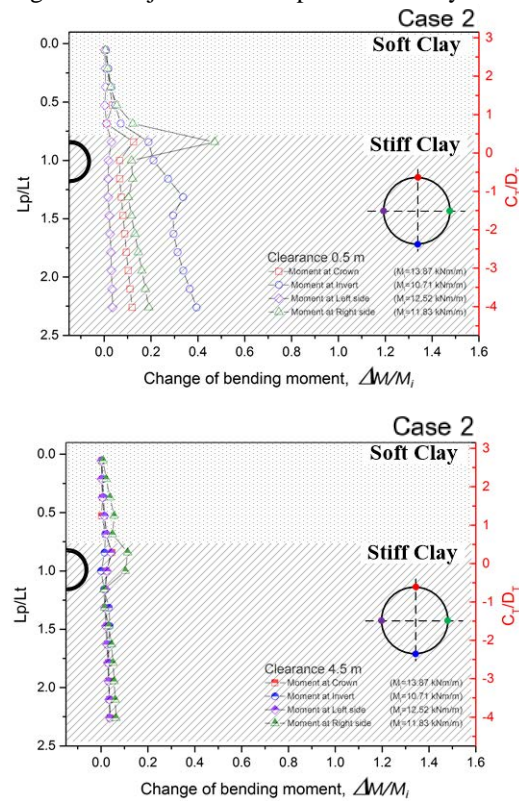 Case 2
Soft Clay
Stiff Clay
Clearance 0.5 m
Moment at Crown (Mi=13.87 kNm/m)
Moment at Invert (Mi=10.71 kNm/m)
Moment at Left side (Mi=12.52 kNm/m)
Moment at Right side (Mi=11.83 kNm/m)
0.0
0.5
1.0
1.5
2.0
2.5
Lp/Lt
3
2
1
0
-1
-2
-3
-4
CT/DT
0.0 0.2 0.4 0.6 0.8 1.0 1.2 1.4 1.6
Change of bending moment, ΔM/Mi
Case 2
Soft Clay
Stiff Clay
Clearance 4.5 m
Moment at Crown (Mi=13.87 kNm/m)
Moment at Invert (Mi=10.71 kNm/m)
Moment at Left side (Mi=12.52 kNm/m)
Moment at Right side (Mi=11.83 kNm/m)
0.0
0.5
1.0
1.5
2.0
2.5
Lp/Lt
3
2
1
0
-1
-2
-3
-4
CT/DT
0.0 0.2 0.4 0.6 0.8 1.0 1.2 1.4 1.6
Change of bending moment, ΔM/Mi